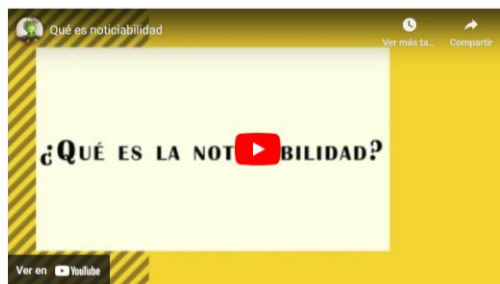 Qué es noticiabilidad
Ver más ta... Compartir
¿Qué es la not bilidad?
Ver en YouTube